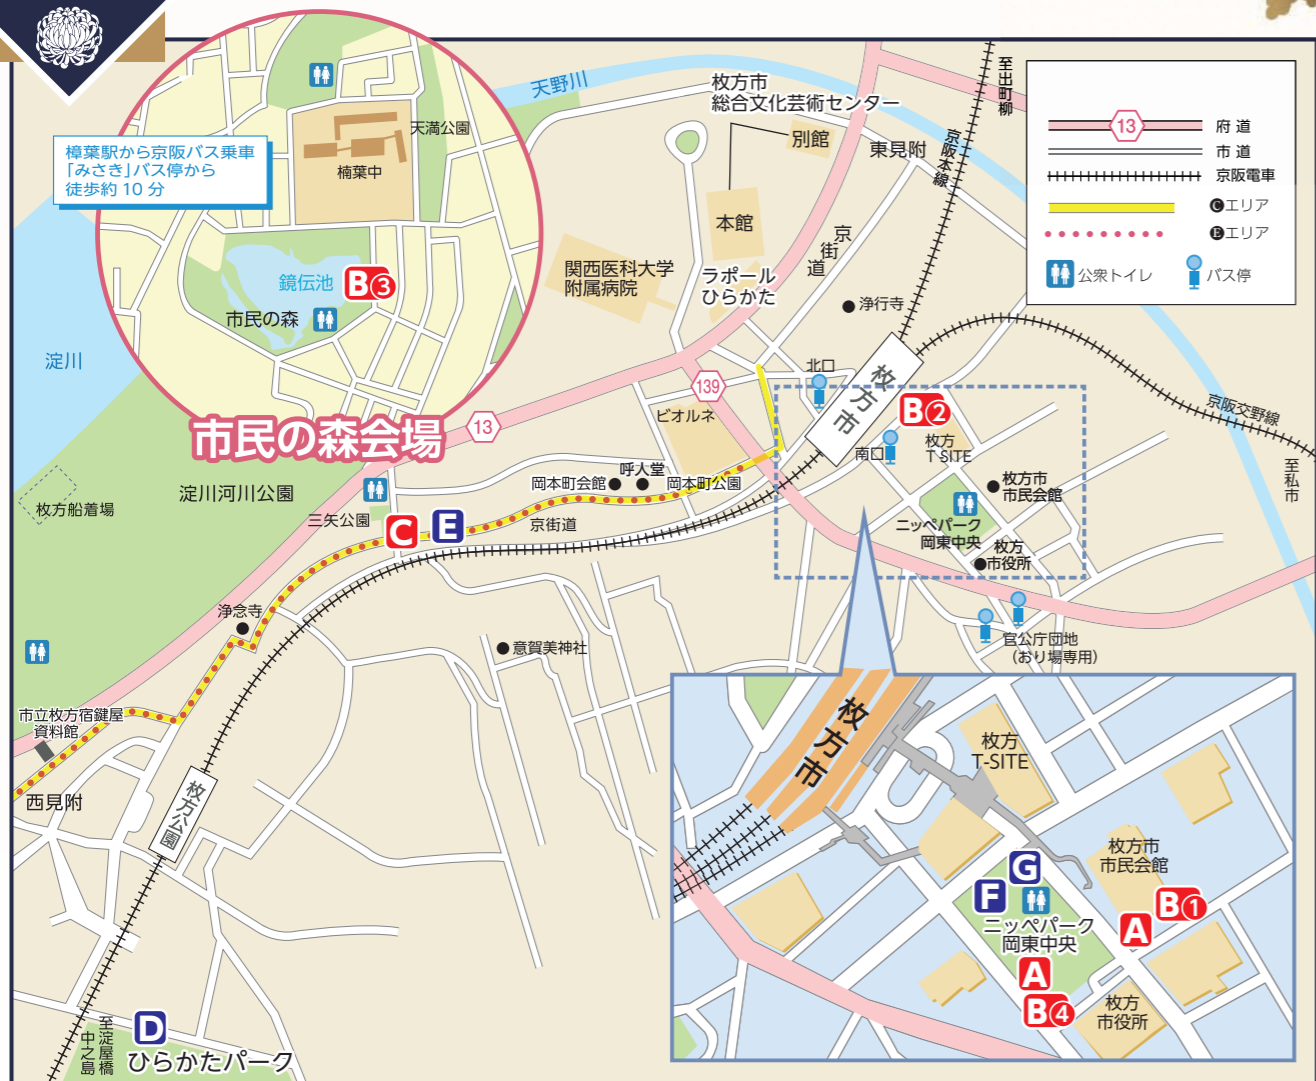 樟葉駅から京阪バス乗車
「みさき」バス停から
徒歩約 10 分
天満公園
楠葉中
鏡伝池
B③
市民の森
市民の森会場
淀川
天野川
枚方市
総合文化芸術センター
別館
本館
東見附
京阪本線
至出町柳
13
府 道
市 道
京阪電車
Cエリア
Eエリア
公衆トイレ
バス停
関西医科大学
附属病院
ラポール
ひらかた
京街道
浄行寺
139
北口
枚方市
B②
南口
枚方
T SITE
京阪交野線
至私市
13
ビオルネ
呼人堂
岡本町会館
岡本町公園
枚方市
市民会館
ニッペパーク
岡東中央
枚方
市役所
枚方船着場
淀川河川公園
三矢公園
C
E
京街道
浄念寺
意賀美神社
官公庁団地
(おり場専用)
市立枚方宿鍵屋
資料館
西見附
枚方公園
枚方市
枚方
T-SITE
枚方市
市民会館
G
F
B①
A
ニッペパーク
岡東中央
A
B④
枚方
市役所
D
ひらかたパーク
至淀屋橋
中之島